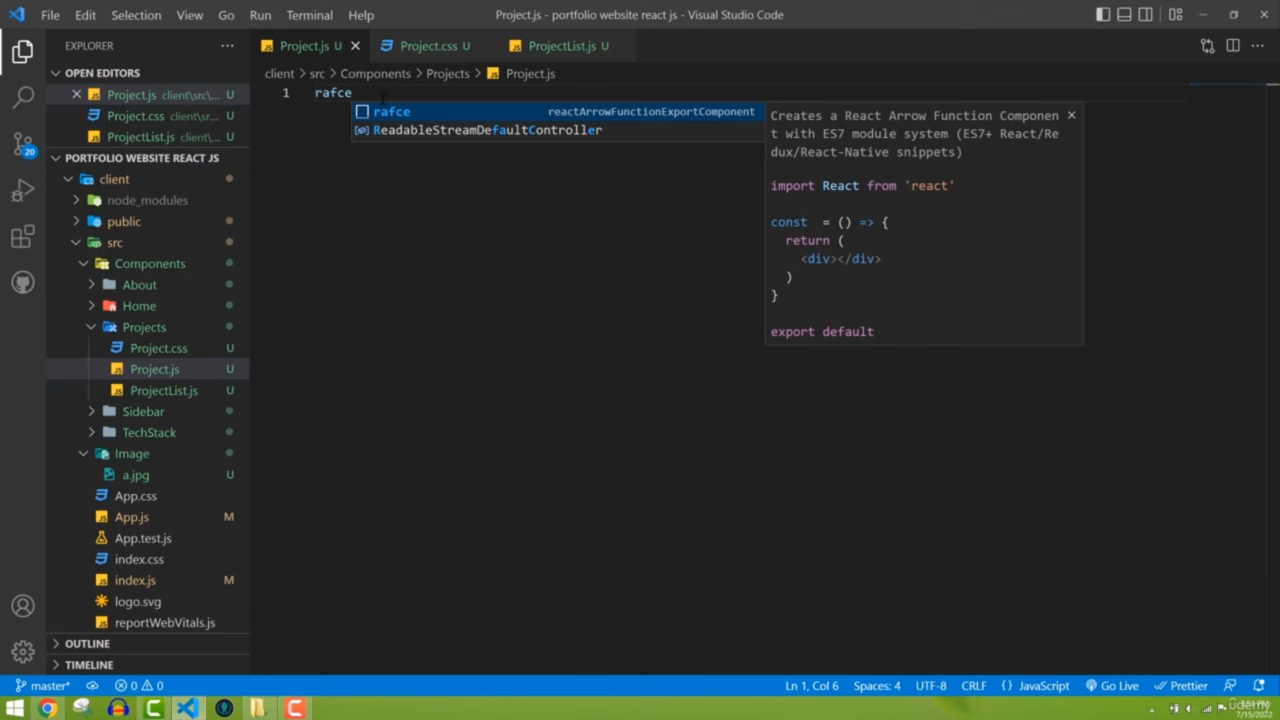 File Edit Selection View Go Run Terminal Help
Project.js - portfolio website react js - Visual Studio Code
EXPLORER
OPEN EDITORS
Project.js client\src\... U
Project.css client\sr... U
ProjectList.js client\... U
PORTFOLIO WEBSITE REACT JS
client
node_modules
public
src
Components
About
Home
Projects
Project.css U
Project.js U
ProjectList.js U
Sidebar
TechStack
Image
a.jpg U
App.css
App.js M
App.test.js
index.css
index.js M
logo.svg
reportWebVitals.js
OUTLINE
TIMELINE
20
Project.js U Project.css U ProjectList.js U
client > src > Components > Projects > Project.js
1 rafce
rafce reactArrowFunctionExportComponent
ReadableStreamDefaultController
Creates a React Arrow Function Componen
t with ES7 module system (ES7+ React/Re
dux/React-Native snippets)
import React from 'react'
const = () => {
return (
<div></div>
)
}
export default
master* 0 0 Ln 1, Col 6 Spaces: 4 UTF-8 CRLF {} JavaScript Go Live Prettier
udemy
7/15/2022